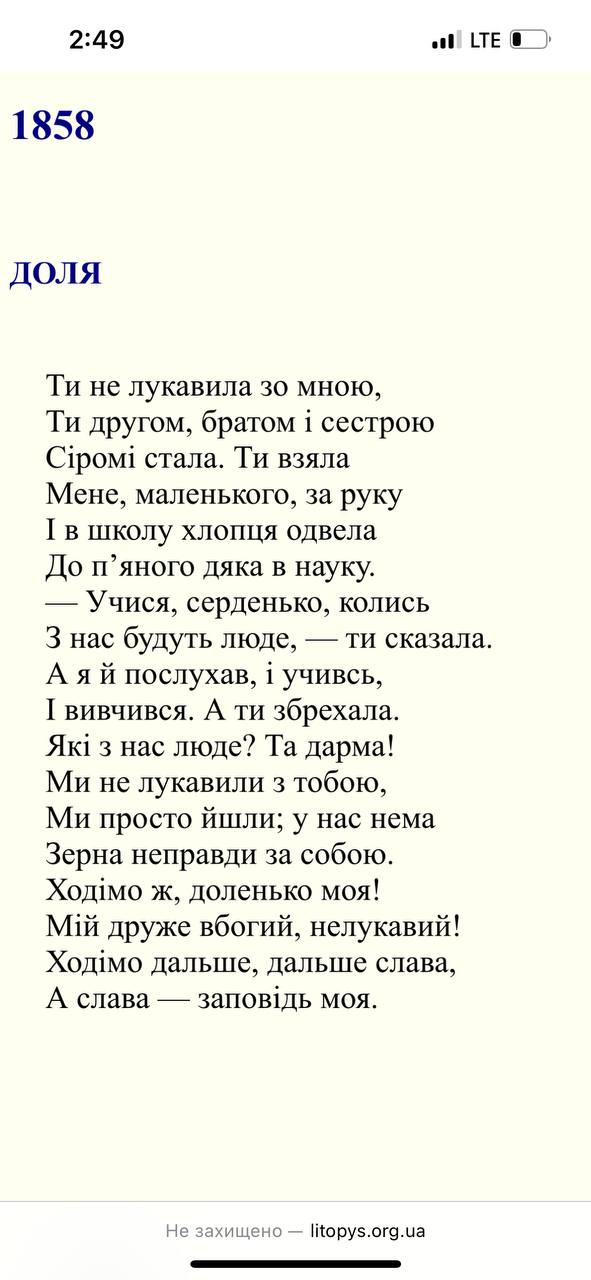 2:49
LTE
1858
ДОЛЯ
Ти не лукавила зо мною,
Ти другом, братом і сестрою
Сіромі стала. Ти взяла
Мене, маленького, за руку
І в школу хлопця одвела
До п’яного дяка в науку.
— Учися, серденько, колись
З нас будуть люде, — ти сказала.
А я й послухав, і учивсь,
І вивчився. А ти збрехала.
Які з нас люде? Та дарма!
Ми не лукавили з тобою,
Ми просто йшли; у нас нема
Зерна неправди за собою.
Ходімо ж, доленько моя!
Мій друже вбогий, нелукавий!
Ходімо дальше, дальше слава,
А слава — заповідь моя.
Не захищено — litopys.org.ua